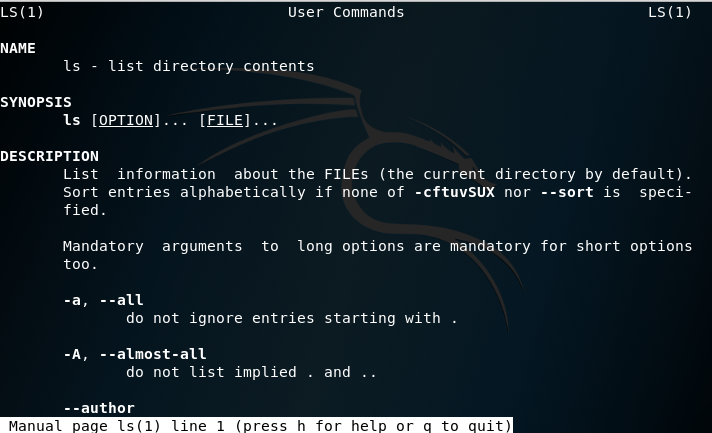 LS(1) User Commands LS(1)
NAME
ls - list directory contents
SYNOPSIS
ls [OPTION]... [FILE]...
DESCRIPTION
List information about the FILEs (the current directory by default).
Sort entries alphabetically if none of -cftuvSUX nor --sort is speci-
fied.
Mandatory arguments to long options are mandatory for short options
too.
-a, --all
do not ignore entries starting with .
-A, --almost-all
do not list implied . and ..
--author
Manual page ls(1) line 1 (press h for help or q to quit)